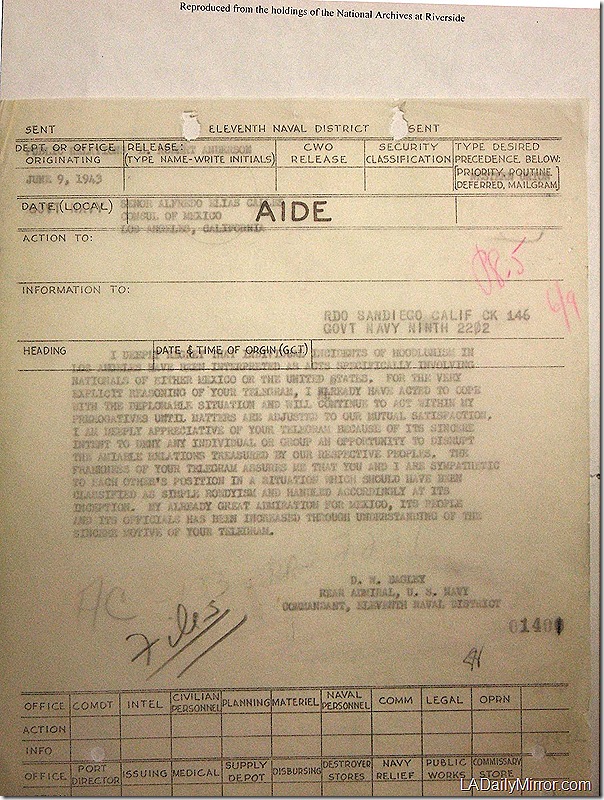 Reproduced from the holdings of the National Archives at Riverside
SENT ELEVENTH NAVAL DISTRICT SENT
DEPT OR OFFICE ORIGINATING
RELEASE: (TYPE NAME-WRITE INITIALS)
CWO RELEASE
SECURITY CLASSIFICATION
TYPE DESIRED PRECEDENCE BELOW:
PRIORITY, ROUTINE
DEFERRED, MAILGRAM
ANDERSON
JUNE 9, 1943
DATE (LOCAL)
SENOR ALFREDO ELIAS
CONSUL OF MEXICO
LOS ANGELES, CALIFORNIA
AIDE
ACTION TO:
08.5
6/9
INFORMATION TO:
RDO SANDIEGO CALIF CK 146
GOVT NAVY NINTH 2202
HEADING DATE & TIME OF ORGIN (G.C.T)
I DEEPLY REGRET THAT INDIVIDUAL INCIDENTS OF HOODLUMISM IN
LOS ANGELES HAVE BEEN INTERPRETED AS ACTS SPECIFICALLY INVOLVING
NATIONALS OF EITHER MEXICO OR THE UNITED STATES. FOR THE VERY
EXPLICIT REASONING OF YOUR TELEGRAM, I ALREADY HAVE ACTED TO COPE
WITH THE DEPLORABLE SITUATION AND WILL CONTINUE TO ACT WITHIN MY
PREROGATIVES UNTIL MATTERS ARE ADJUSTED TO OUR MUTUAL SATISFACTION.
I AM DEEPLY APPRECIATIVE OF YOUR TELEGRAM BECAUSE OF ITS SINCERE
INTENT TO DENY ANY INDIVIDUAL OR GROUP AN OPPORTUNITY TO DISRUPT
THE AMIABLE RELATIONS TREASURED BY OUR RESPECTIVE PEOPLES. THE
FRANKNESS OF YOUR TELEGRAM ASSURES ME THAT YOU AND I ARE SYMPATHETIC
TO EACH OTHER'S POSITION IN A SITUATION WHICH SHOULD HAVE BEEN
CLASSIFIED AS SIMPLE ROWDYISM AND HANDLED ACCORDINGLY AT ITS
INCEPTION. MY ALREADY GREAT ADMIRATION FOR MEXICO, ITS PEOPLE
AND ITS OFFICIALS HAS BEEN INCREASED THROUGH UNDERSTANDING OF THE
SINCERE MOTIVE OF YOUR TELEGRAM.
D. W. BAGLEY
REAR ADMIRAL, U. S. NAVY
COMMANDANT, ELEVENTH NAVAL DISTRICT
A/C
Files
0140
OFFICE COMDT INTEL CIVILIAN PERSONNEL PLANNING MATERIEL NAVAL PERSONNEL COMM LEGAL OPRN
ACTION
INFO
OFFICE PORT DIRECTOR ISSUING MEDICAL SUPPLY DEPOT DISBURSING DESTROYER STORES NAVY RELIEF PUBLIC WORKS COMMISSARY STORE
LADailyMirror.com